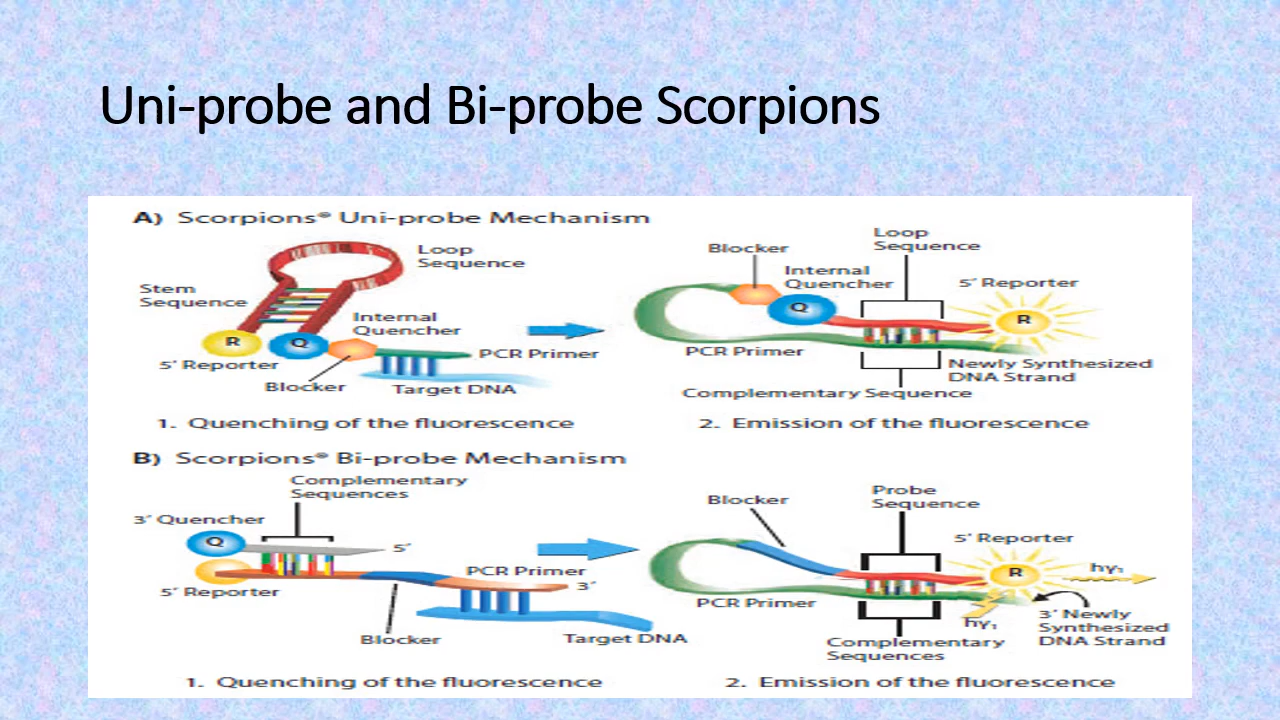 Uni-probe and Bi-probe Scorpions
A) Scorpions® Uni-probe Mechanism
Loop
Sequence
Stem
Sequence
Internal
Quencher
R
Q
5′ Reporter
PCR Primer
Blocker
Target DNA
1. Quenching of the fluorescence
Blocker
Loop
Sequence
Internal
Quencher
5′ Reporter
Q
R
PCR Primer
Newly Synthesized
DNA Strand
Complementary Sequence
2. Emission of the fluorescence
B) Scorpions® Bi-probe Mechanism
Complementary
Sequences
3′ Quencher
Q
5′
PCR Primer
3′
5′ Reporter
Blocker
Target DNA
1. Quenching of the fluorescence
Blocker
Probe
Sequence
5′ Reporter
R
hγ₁
PCR Primer
hγ₁
3′ Newly
Synthesized
DNA Strand
Complementary
Sequences
2. Emission of the fluorescence